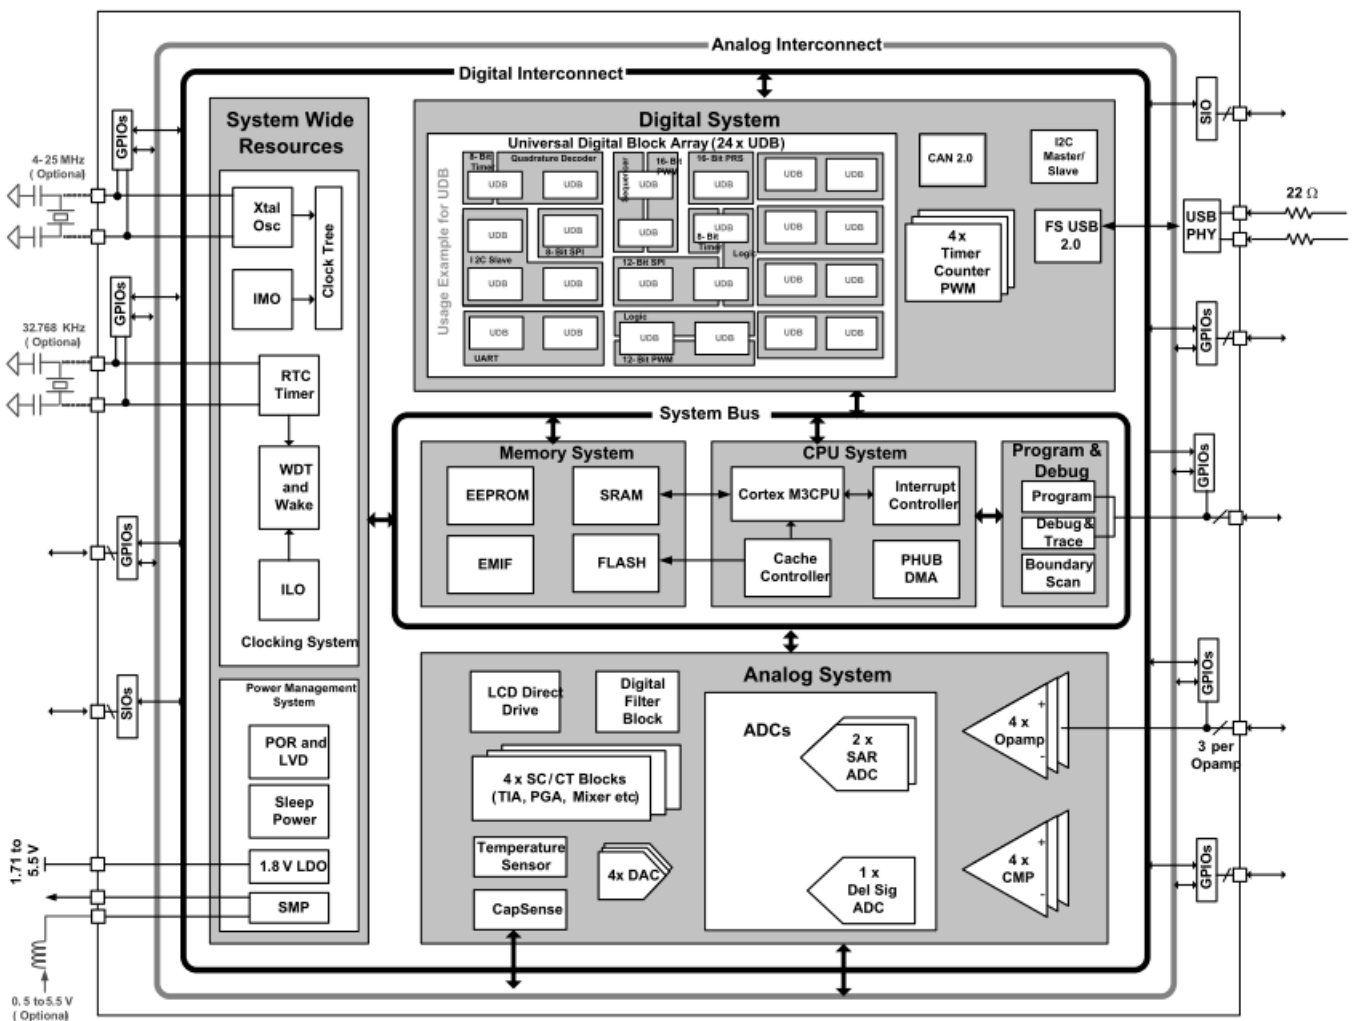 Analog Interconnect
Digital Interconnect
System Wide
Resources
GPIOs
4- 25 MHz
( Optional)
Xtal
Osc
Clock Tree
IMO
GPIOs
32.768 KHz
( Optional)
RTC
Timer
WDT
and
Wake
GPIOs
ILO
Clocking System
SIOs
Power Management
System
POR and
LVD
Sleep
Power
1.71 to
5.5 V
1.8 V LDO
SMP
0. 5 to 5.5 V
( Optional)
Digital System
Universal Digital Block Array (24 x UDB)
Usage Example for UDB
8- Bit
Timer
Quadrature Decoder
Sequencer
16- Bit
PWM
16- Bit PRS
UDB
UDB
UDB
UDB
UDB
UDB
UDB
UDB
UDB
UDB
UDB
UDB
8- Bit
Timer
Logic
I2C Slave
8- Bit SPI
12- Bit SPI
UDB
UDB
UDB
UDB
UDB
UDB
Logic
UDB
UDB
UDB
UDB
UDB
UDB
UART
12- Bit PWM
CAN 2.0
I2C
Master/
Slave
4 x
Timer
Counter
PWM
FS USB
2.0
System Bus
Memory System
EEPROM
SRAM
EMIF
FLASH
CPU System
Cortex M3CPU
Interrupt
Controller
Cache
Controller
PHUB
DMA
Program &
Debug
Program
Debug &
Trace
Boundary
Scan
Analog System
LCD Direct
Drive
Digital
Filter
Block
4 x SC/CT Blocks
(TIA, PGA, Mixer etc)
Temperature
Sensor
4x DAC
CapSense
ADCs
2 x
SAR
ADC
1 x
Del Sig
ADC
+
4 x
Opamp
-
+
4 x
CMP
-
SIO
22 Ω
USB
PHY
GPIOs
GPIOs
GPIOs
3 per
Opamp
GPIOs